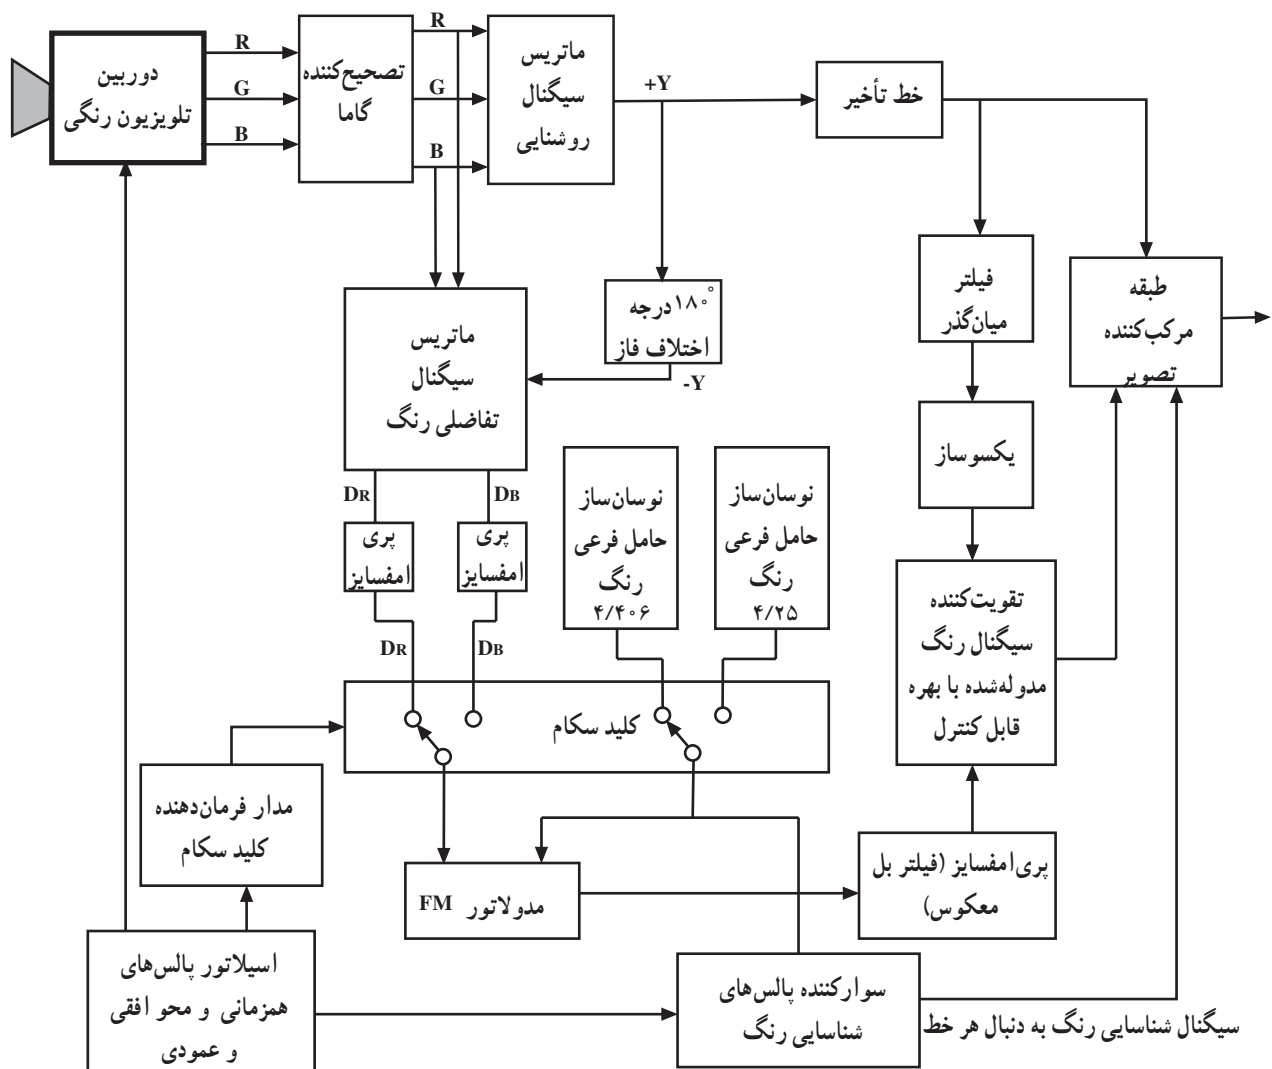 دوربین
تلویزیون رنگی
R
G
B
تصحیح‌کننده
گاما
R
G
B
ماتریس
سیگنال
روشنایی
+Y
خط تأخیر
فیلتر
میان‌گذر
طبقه
مرکب‌کننده
تصویر
۱۸۰° درجه
اختلاف فاز
-Y
ماتریس
سیگنال
تفاضلی رنگ
یکسوساز
DR
DB
پری
امفسایز
پری
امفسایز
نوسان‌ساز
حامل فرعی
رنگ
۴/۴۰۶
نوسان‌ساز
حامل فرعی
رنگ
۴/۲۵
تقویت‌کننده
سیگنال رنگ
مدوله‌شده با بهره
قابل کنترل
DR
DB
کلید سکام
مدار فرمان‌دهنده
کلید سکام
مدولاتور FM
پری‌امفسایز (فیلتر بل
معکوس)
اسیلاتور پالس‌های
همزمانی و محو افقی
و عمودی
سوارکننده پالس‌های
شناسایی رنگ
سیگنال شناسایی رنگ به دنبال هر خط